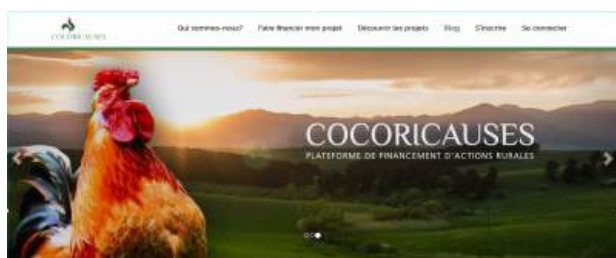 COCORICAUSES
Qui sommes-nous?
Faire financer mon projet
Découvrir les projets
Blog
S'inscrire
Se connecter
COCORICAUSES
PLATEFORME DE FINANCEMENT D'ACTIONS RURALES